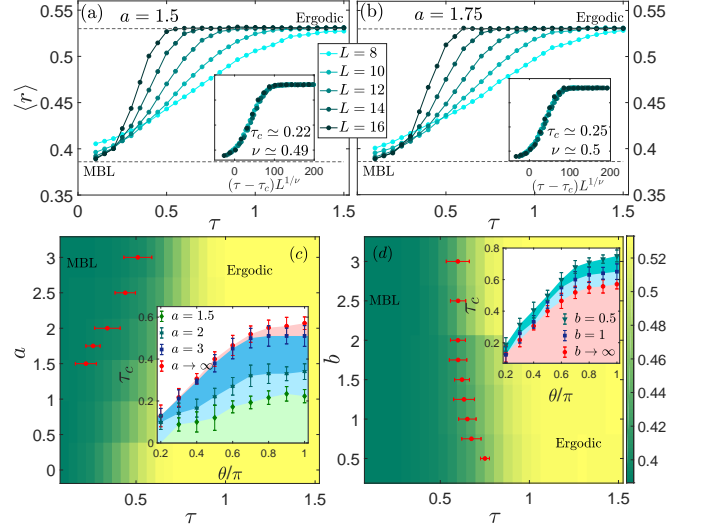 (a) a = 1.5 Ergodic
0.55
0.5
0.45
0.4
0.35
⟨r⟩
MBL
τ_c ≃ 0.22
ν ≃ 0.49
0 100 200
(τ − τ_c)L^{1/ν}
0 0.5 1 1.5
τ
L = 8
L = 10
L = 12
L = 14
L = 16
(b) a = 1.75 Ergodic
0.55
0.5
0.45
0.4
0.35
MBL
τ_c ≃ 0.25
ν ≃ 0.5
0 100 200
(τ − τ_c)L^{1/ν}
0 0.5 1 1.5
τ
(c)
MBL
Ergodic
3
2.5
2
1.5
1
0.5
0
a
a = 1.5
a = 2
a = 3
a → ∞
0.6
0.4
0.2
0
τ_c
0.2 0.4 0.6 0.8 1.0
θ/π
0.5 1 1.5
τ
(d)
MBL
Ergodic
3
2.5
2
1.5
1
0.5
b
0.8
0.6
0.4
0.2
0
τ_c
b = 0.5
b = 1
b → ∞
0.2 0.4 0.6 0.8 1
θ/π
0.5 1 1.5
τ
0.52
0.5
0.48
0.46
0.44
0.42
0.4